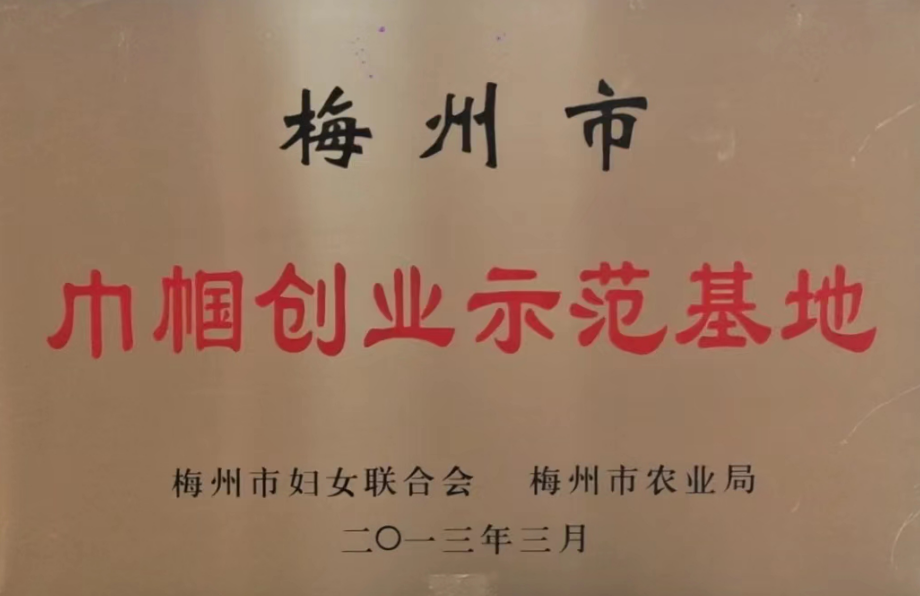 梅州市
巾帼创业示范基地
梅州市妇女联合会 梅州市农业局
二〇一三年三月